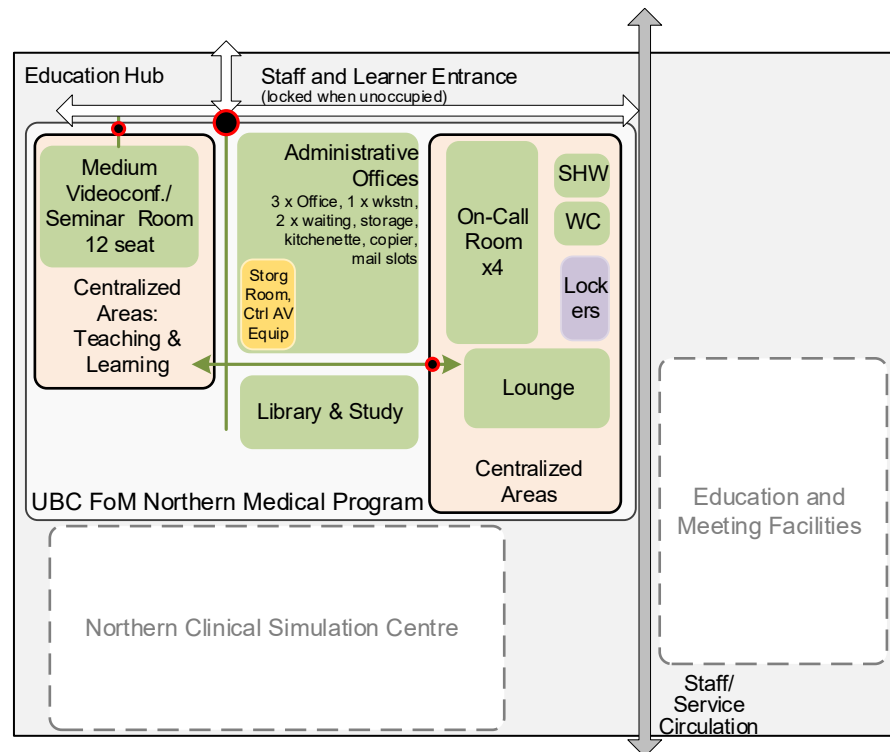 Education Hub
Staff and Learner Entrance
(locked when unoccupied)
Medium
Videoconf./
Seminar Room
12 seat
Centralized
Areas:
Teaching &
Learning
Administrative
Offices
3 x Office, 1 x wkstn,
2 x waiting, storage,
kitchenette, copier,
mail slots
Storg
Room,
Ctrl AV
Equip
On-Call
Room
x4
SHW
WC
Lock
ers
Lounge
Library & Study
Centralized
Areas
UBC FoM Northern Medical Program
Education and
Meeting Facilities
Northern Clinical Simulation Centre
Staff/
Service
Circulation